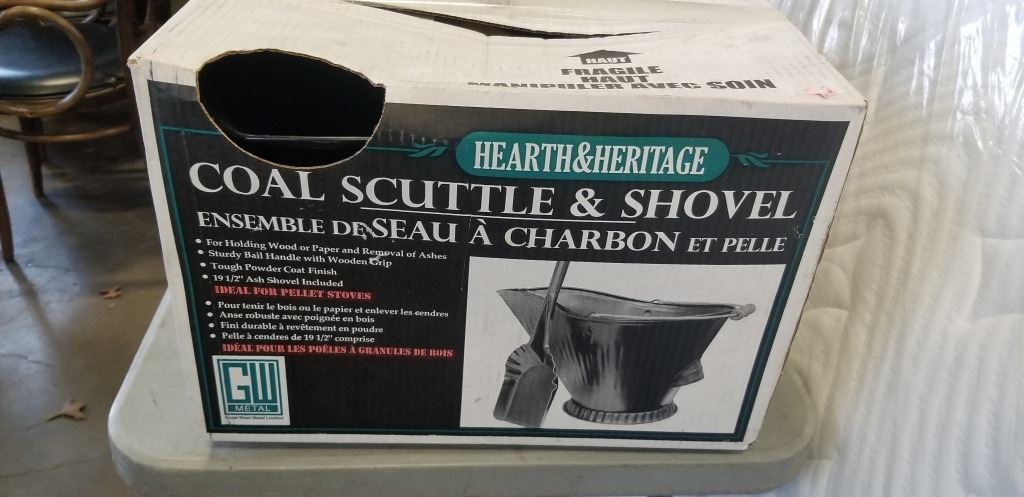 HAUT
FRAGILE
HAUT
MANIPULER AVEC SOIN
HEARTH&HERITAGE
COAL SCUTTLE & SHOVEL
ENSEMBLE DE SEAU À CHARBON ET PELLE
• For Holding Wood or Paper and Removal of Ashes
• Sturdy Bail Handle with Wooden Grip
• Tough Powder Coat Finish
• 19 1/2" Ash Shovel Included
IDEAL FOR PELLET STOVES
• Pour tenir le bois ou le papier et enlever les cendres
• Anse robuste avec poignée en bois
• Fini durable à revêtement en poudre
• Pelle à cendres de 19 1/2" comprise
IDÉAL POUR LES POÊLES À GRANULES DE BOIS
GW
METAL
Great West Metal Limited